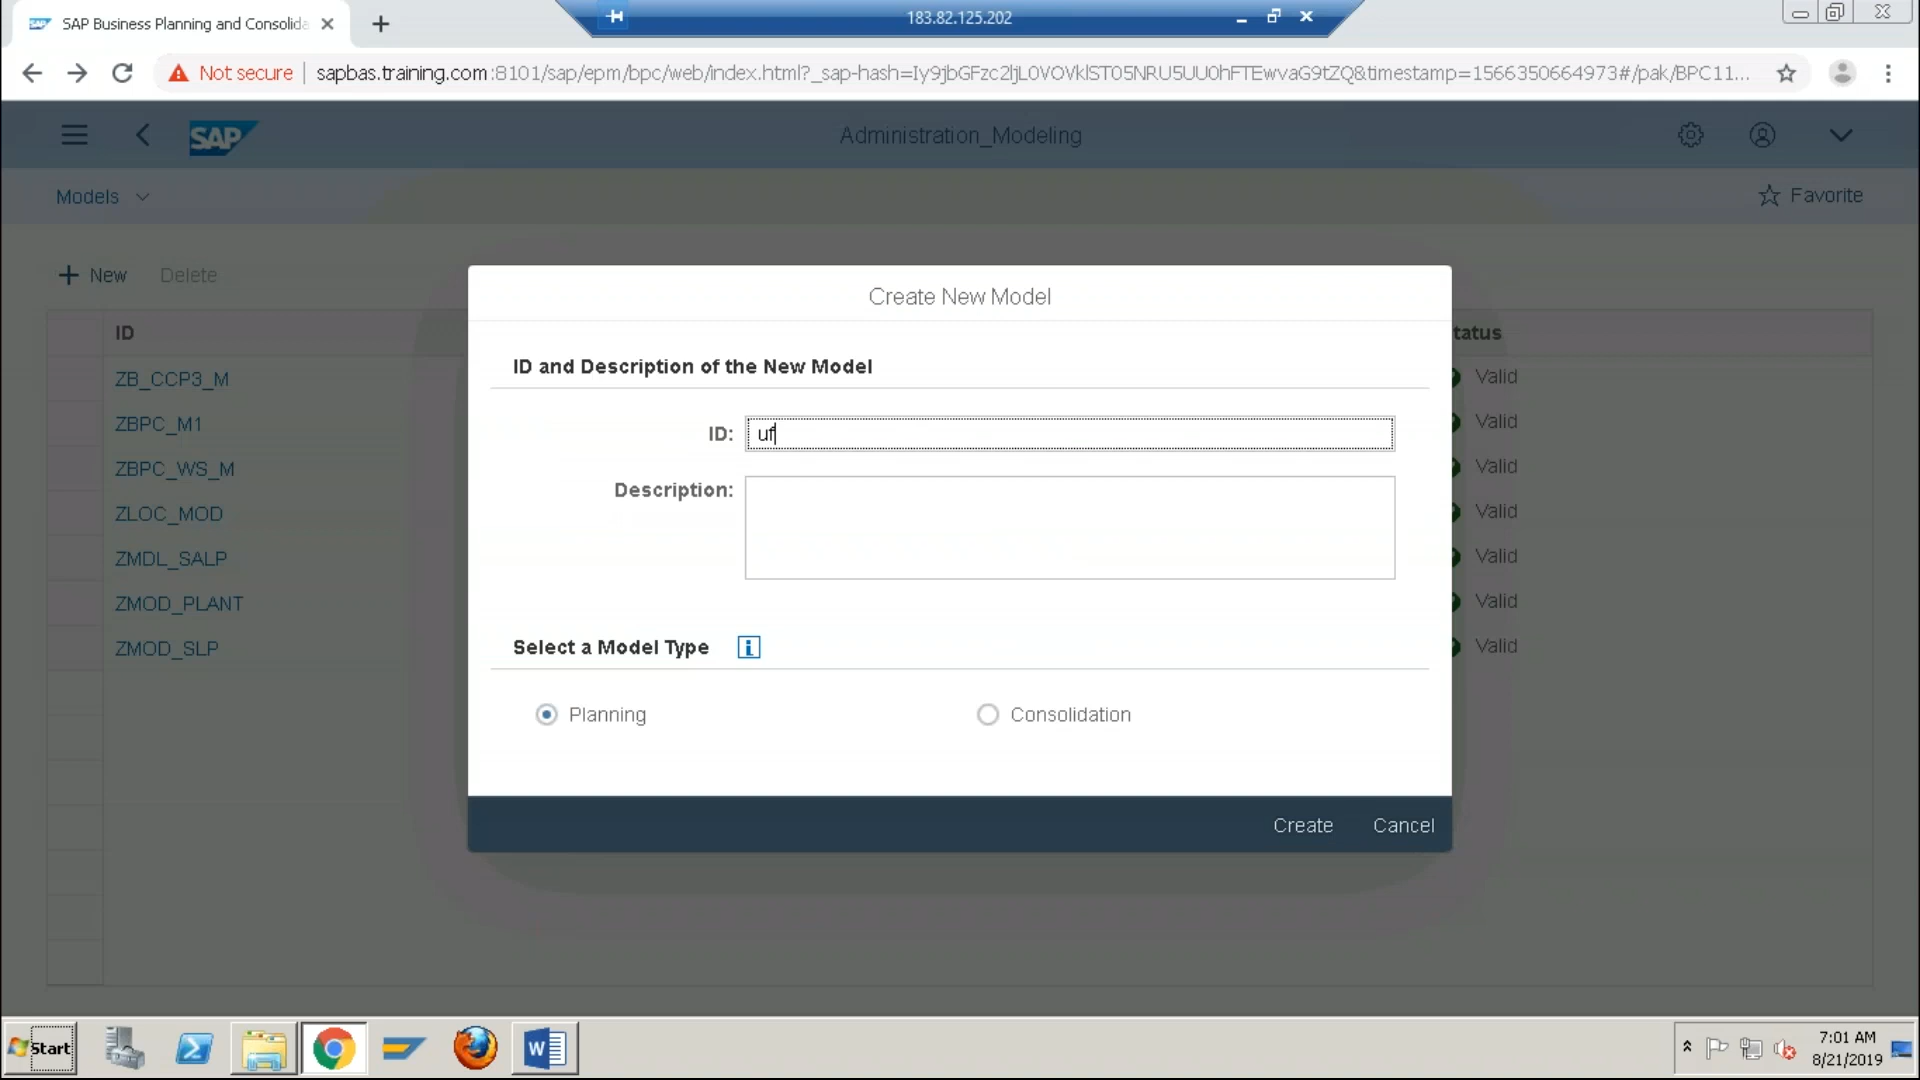 SAP Business Planning and Consolida
183.82.125.202
Not secure
sapbas.training.com:8101/sap/epm/bpc/web/index.html?_sap-hash=Iy9jbGFzc2ljL0VOVklST05NRU5UU0hFTEwvaG9tZQ&timestamp=1566350664973#/pak/BPC11...
SAP
Administration_Modeling
Models
Favorite
New
Delete
ID
tatus
ZB_CCP3_M
Valid
ZBPC_M1
Valid
ZBPC_WS_M
Valid
ZLOC_MOD
Valid
ZMDL_SALP
Valid
ZMOD_PLANT
Valid
ZMOD_SLP
Valid
Create New Model
ID and Description of the New Model
ID:
uf
Description:
Select a Model Type
Planning
Consolidation
Create
Cancel
Start
7:01 AM
8/21/2019